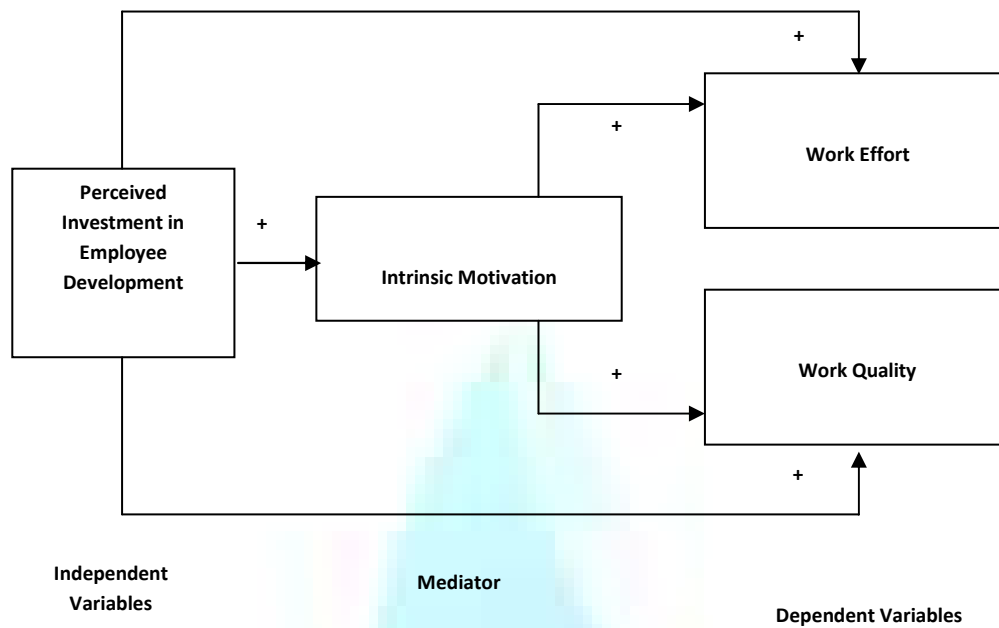 +
+
Work Effort
Perceived
Investment in
Employee
Development
+
Intrinsic Motivation
+
Work Quality
+
Independent
Variables
Mediator
Dependent Variables